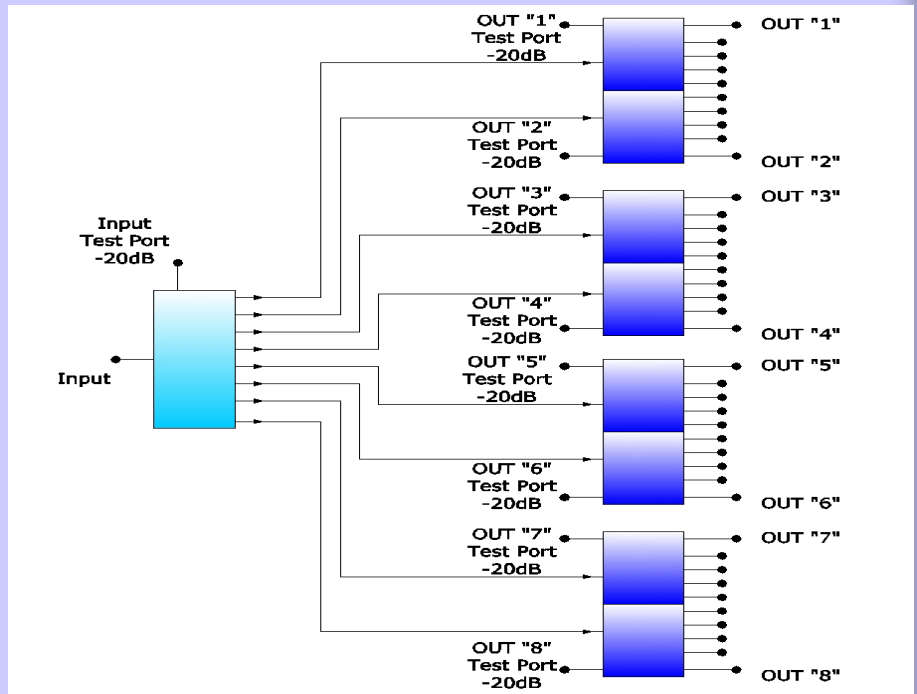 OUT "1"
Test Port
-20dB
OUT "1"
OUT "2"
Test Port
-20dB
OUT "2"
OUT "3"
Test Port
-20dB
OUT "3"
Input
Test Port
-20dB
OUT "4"
Test Port
-20dB
OUT "4"
Input
OUT "5"
Test Port
-20dB
OUT "5"
OUT "6"
Test Port
-20dB
OUT "6"
OUT "7"
Test Port
-20dB
OUT "7"
OUT "8"
Test Port
-20dB
OUT "8"